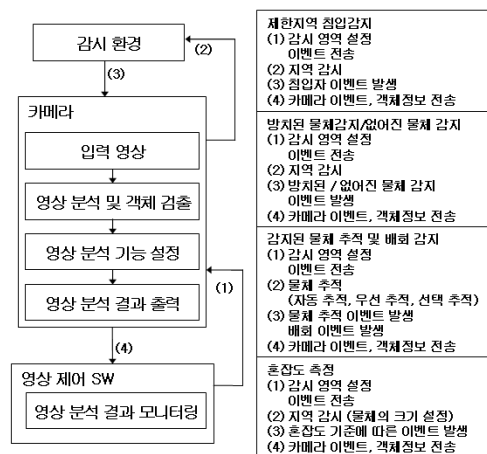 감시 환경
(2)
(3)
카메라
입력 영상
영상 분석 및 객체 검출
영상 분석 기능 설정
(1)
영상 분석 결과 출력
(4)
영상 제어 SW
영상 분석 결과 모니터링
제한지역 침입감지
(1) 감시 영역 설정
이벤트 전송
(2) 지역 감시
(3) 침입자 이벤트 발생
(4) 카메라 이벤트, 객체정보 전송
방치된 물체감지/없어진 물체 감지
(1) 감시 영역 설정
이벤트 전송
(2) 지역 감시
(3) 방치된 / 없어진 물체 감지
이벤트 발생
(4) 카메라 이벤트, 객체정보 전송
감지된 물체 추적 및 배회 감지
(1) 감시 영역 설정
이벤트 전송
(2) 물체 추적
(자동 추적, 우선 추적, 선택 추적)
(3) 물체 추적 이벤트 발생
배회 이벤트 발생
(4) 카메라 이벤트, 객체정보 전송
혼잡도 측정
(1) 감시 영역 설정
이벤트 전송
(2) 지역 감시 (물체의 크기 설정)
(3) 혼잡도 기준에 따른 이벤트 발생
(4) 카메라 이벤트, 객체정보 전송